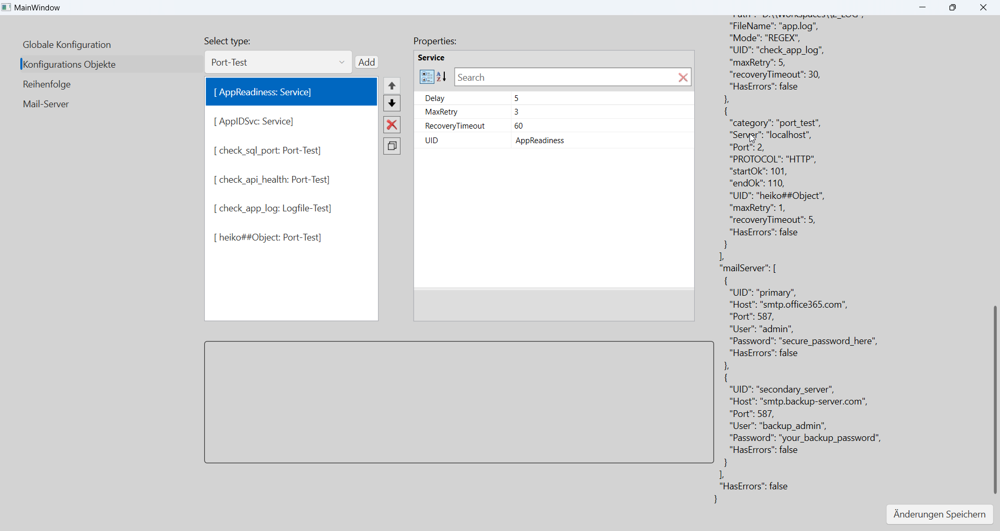 MainWindow
Globale Konfiguration
Konfigurations Objekte
Reihenfolge
Mail-Server
Select type:
Port-Test
Add
[ AppReadiness: Service]
[ AppIDSvc: Service]
[ check_sql_port: Port-Test]
[ check_api_health: Port-Test]
[ check_app_log: Logfile-Test]
[ heiko##Object: Port-Test]
Properties:
Service
Search
Delay 5
MaxRetry 3
RecoveryTimeout 60
UID AppReadiness
"FileName": "app.log",
"Mode": "REGEX",
"UID": "check_app_log",
"maxRetry": 5,
"recoveryTimeout": 30,
"HasErrors": false
},
{
"category": "port_test",
"Server": "localhost",
"Port": 2,
"PROTOCOL": "HTTP",
"startOk": 101,
"endOk": 110,
"UID": "heiko##Object",
"maxRetry": 1,
"recoveryTimeout": 5,
"HasErrors": false
}
],
"mailServer": [
{
"UID": "primary",
"Host": "smtp.office365.com",
"Port": 587,
"User": "admin",
"Password": "secure_password_here",
"HasErrors": false
},
{
"UID": "secondary_server",
"Host": "smtp.backup-server.com",
"Port": 587,
"User": "backup_admin",
"Password": "your_backup_password",
"HasErrors": false
}
],
"HasErrors": false
}
Änderungen Speichern